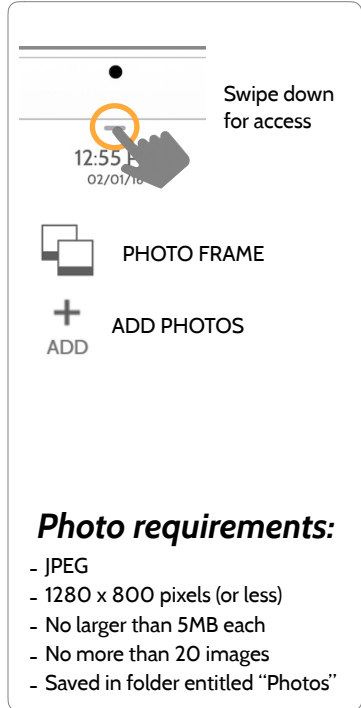 Swipe down
for access
12:55
02/01/18
PHOTO FRAME
ADD PHOTOS
ADD
Photo requirements:
- JPEG
- 1280 x 800 pixels (or less)
- No larger than 5MB each
- No more than 20 images
- Saved in folder entitled “Photos”